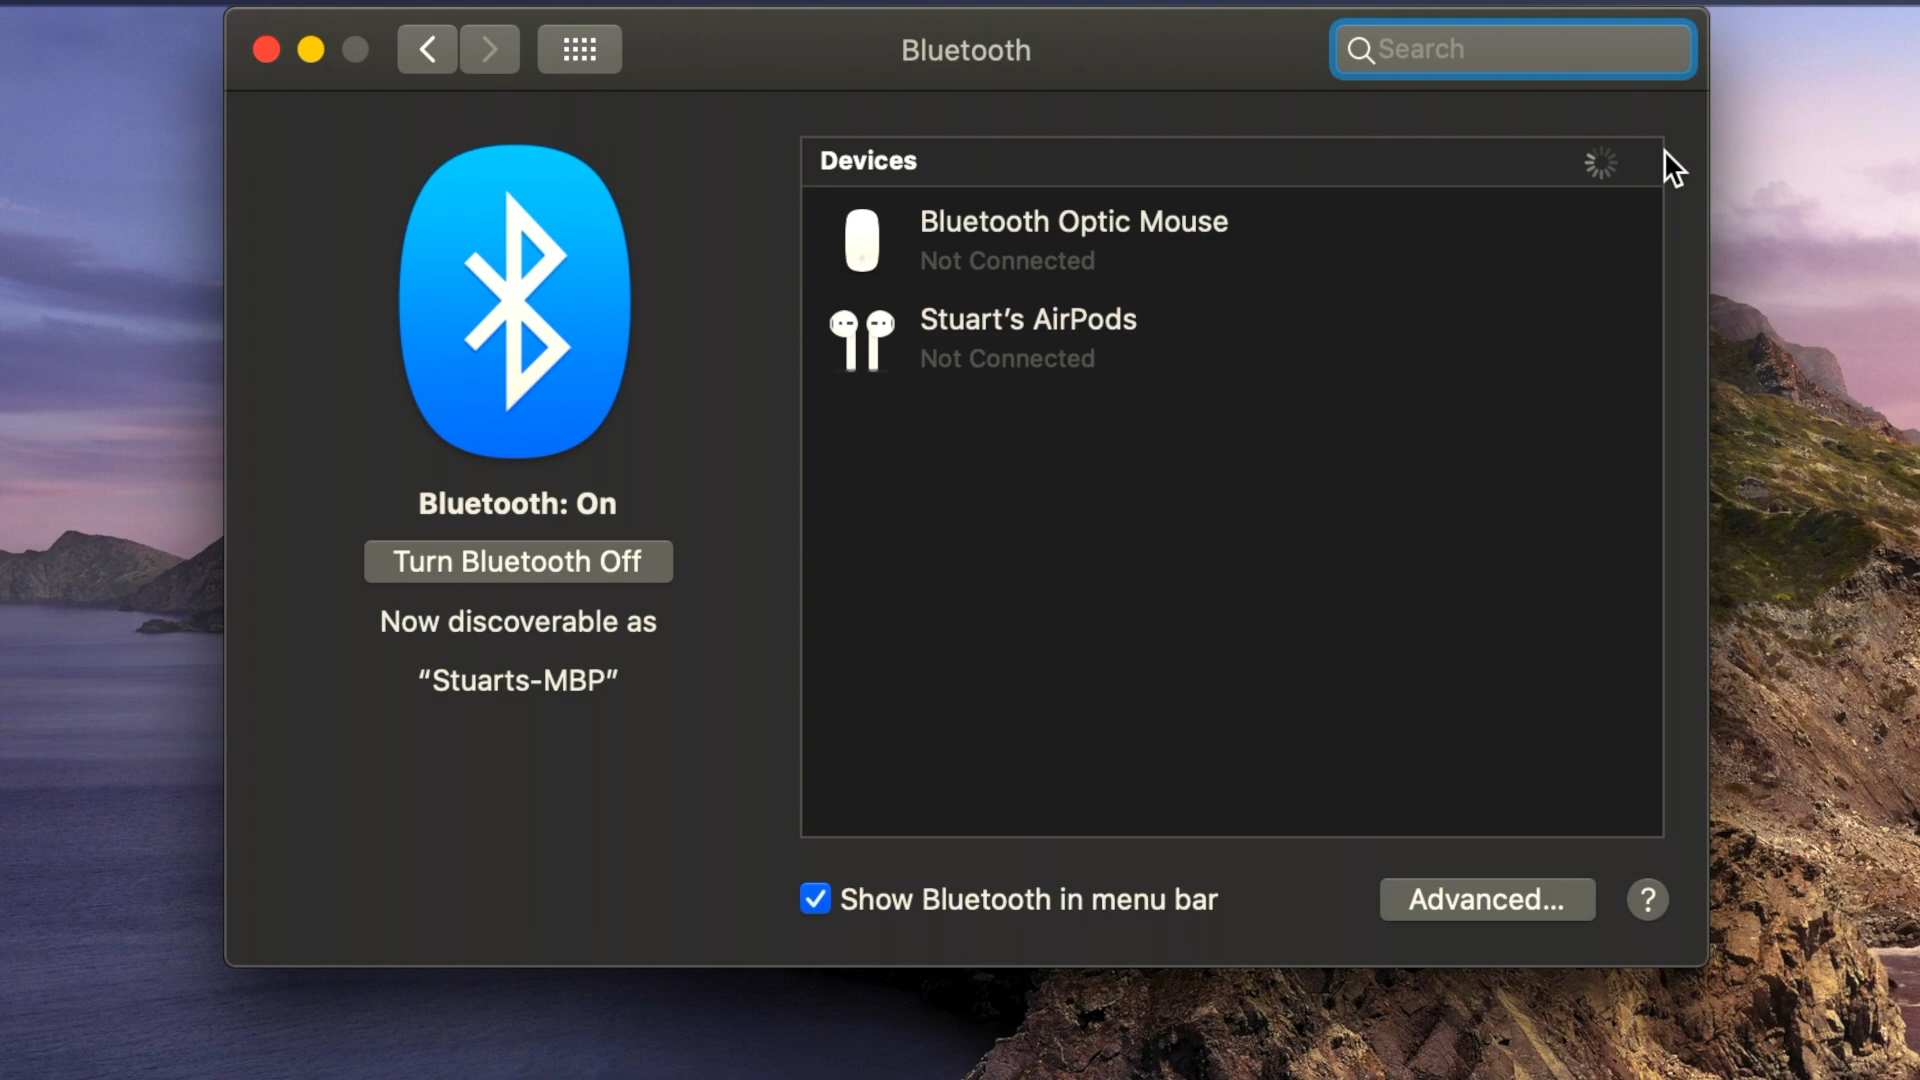 Bluetooth
Search
Devices
Bluetooth Optic Mouse
Not Connected
Stuart’s AirPods
Not Connected
Bluetooth: On
Turn Bluetooth Off
Now discoverable as
“Stuarts-MBP”
Show Bluetooth in menu bar
Advanced...
?